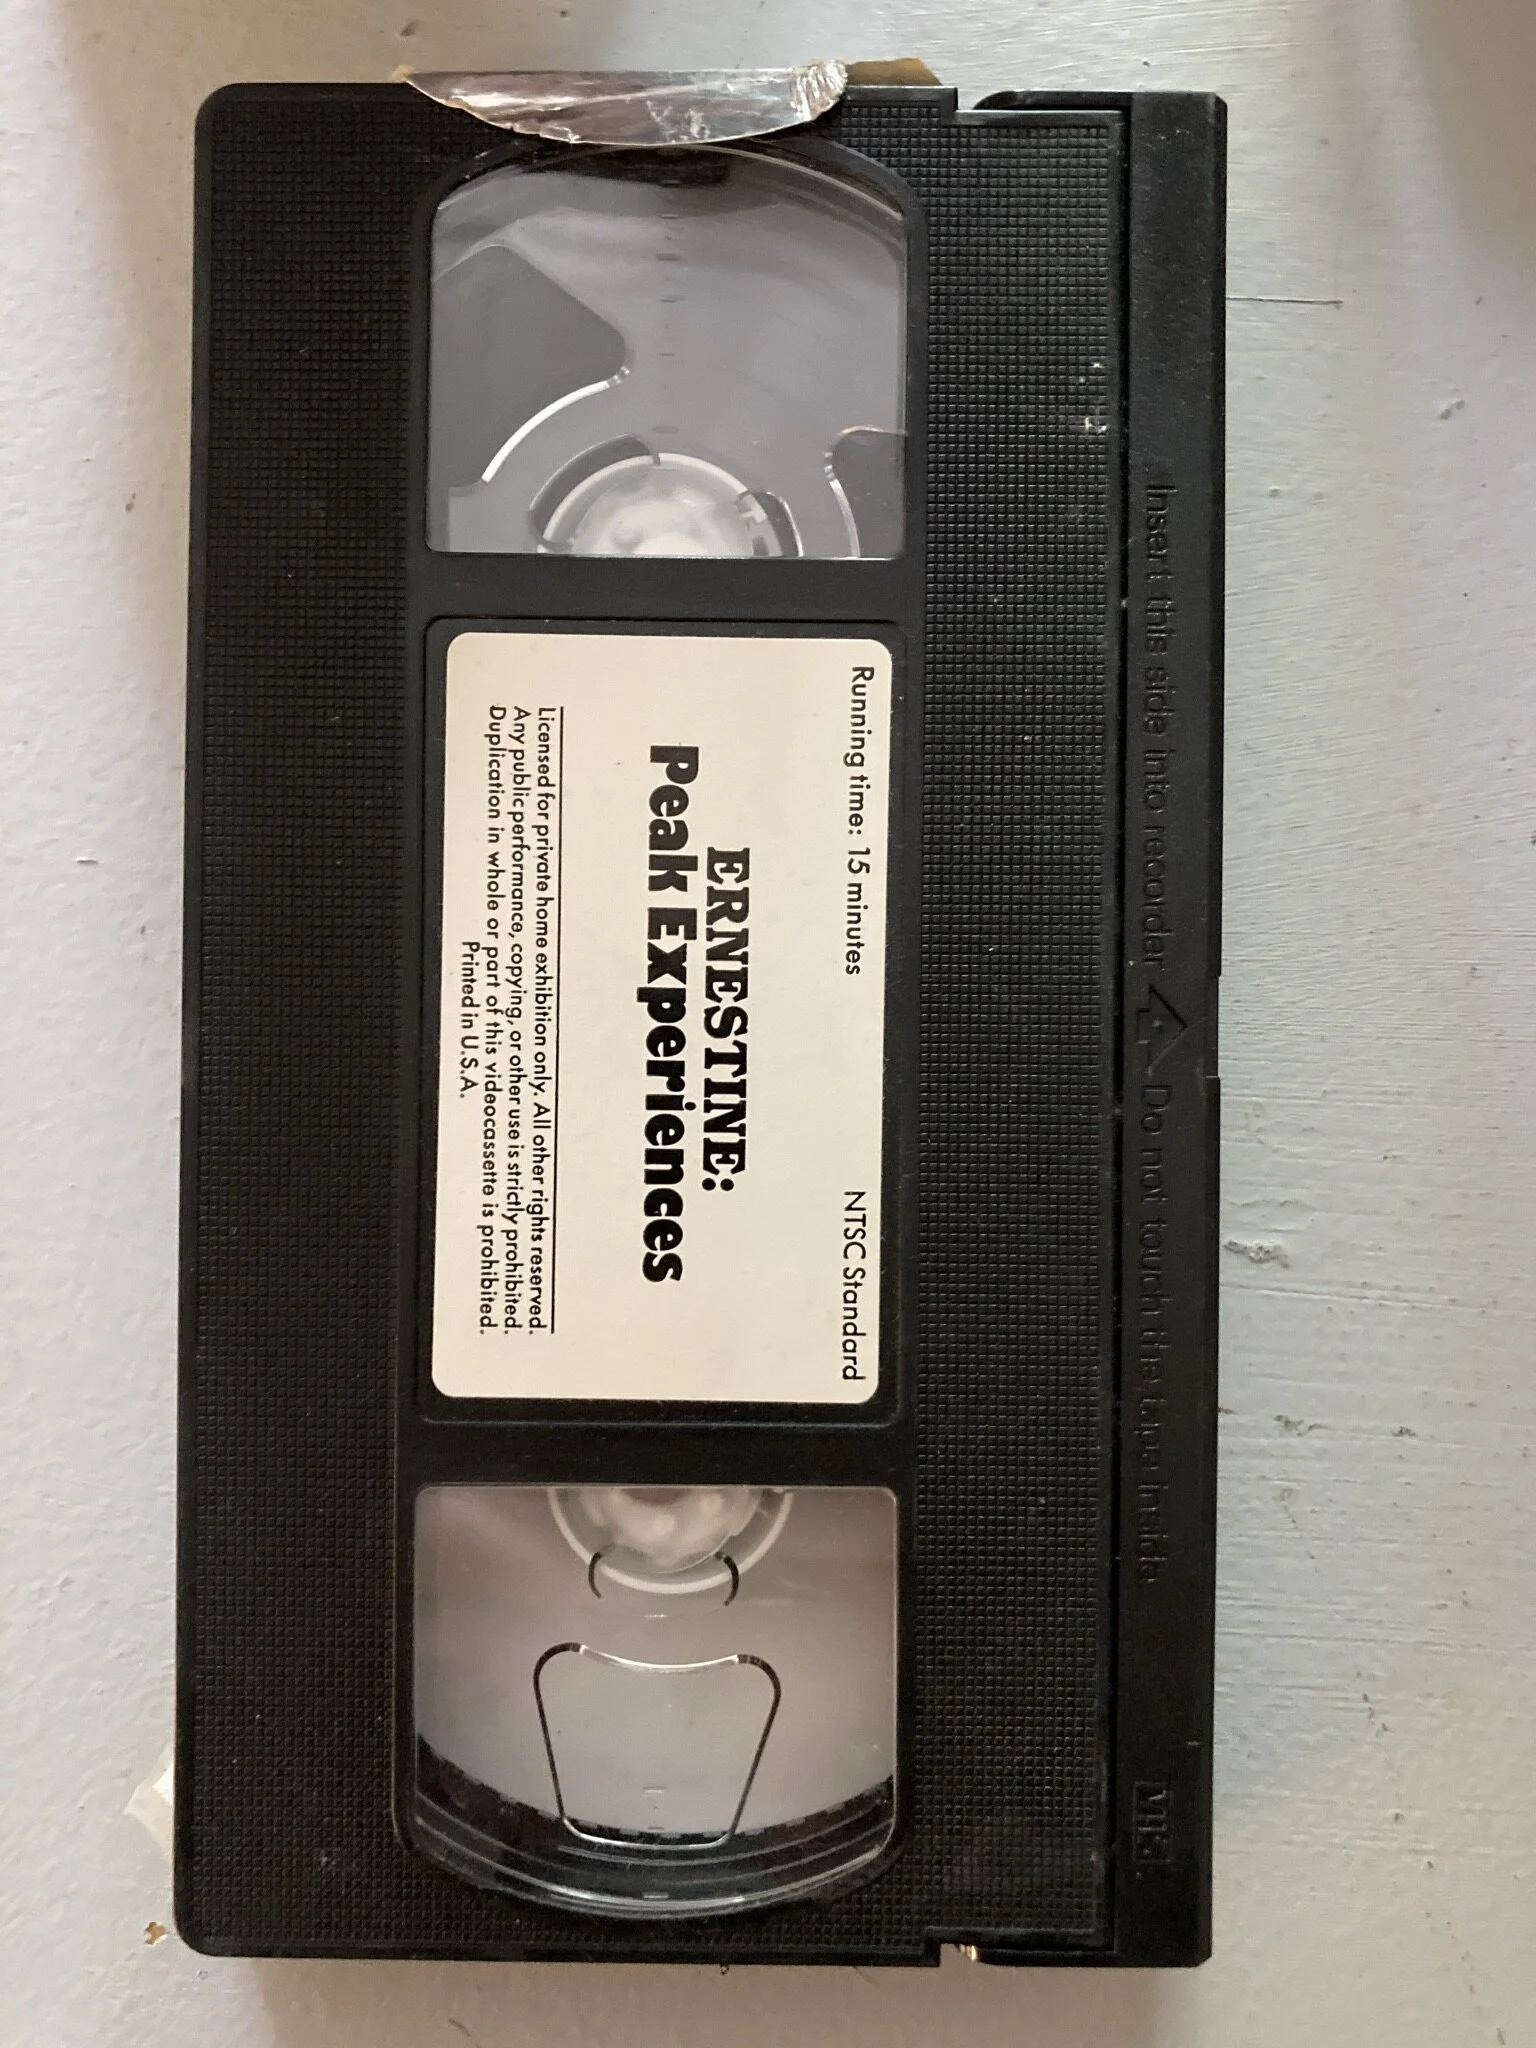 Insert this side into recorder Do not touch the tape inside
VHS
Running time: 15 minutes NTSC Standard
ERNESTINE:
Peak Experiences
Licensed for private home exhibition only. All other rights reserved.
Any public performance, copying, or other use is strictly prohibited.
Duplication in whole or part of this videocassette is prohibited.
Printed in U.S.A.